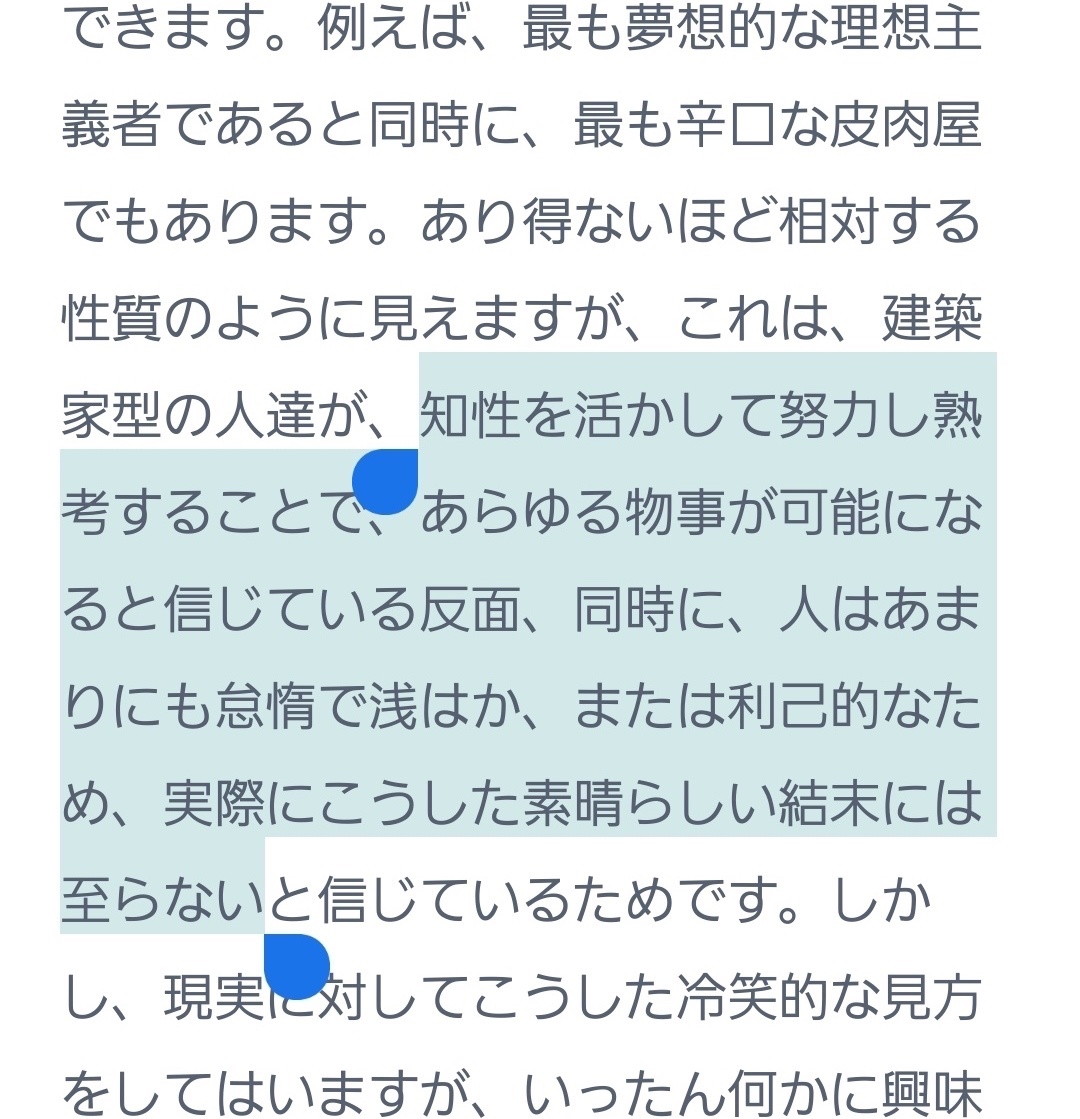 できます。例えば、最も夢想的な理想主
義者であると同時に、最も辛口な皮肉屋
でもあります。あり得ないほど相対する
性質のように見えますが、これは、建築
家型の人達が、知性を活かして努力し熟
考することで、あらゆる物事が可能にな
ると信じている反面、同時に、人はあま
りにも怠惰で浅はか、または利己的なた
め、実際にこうした素晴らしい結末には
至らないと信じているためです。しか
し、現実に対してこうした冷笑的な見方
をしてはいますが、いったん何かに興味